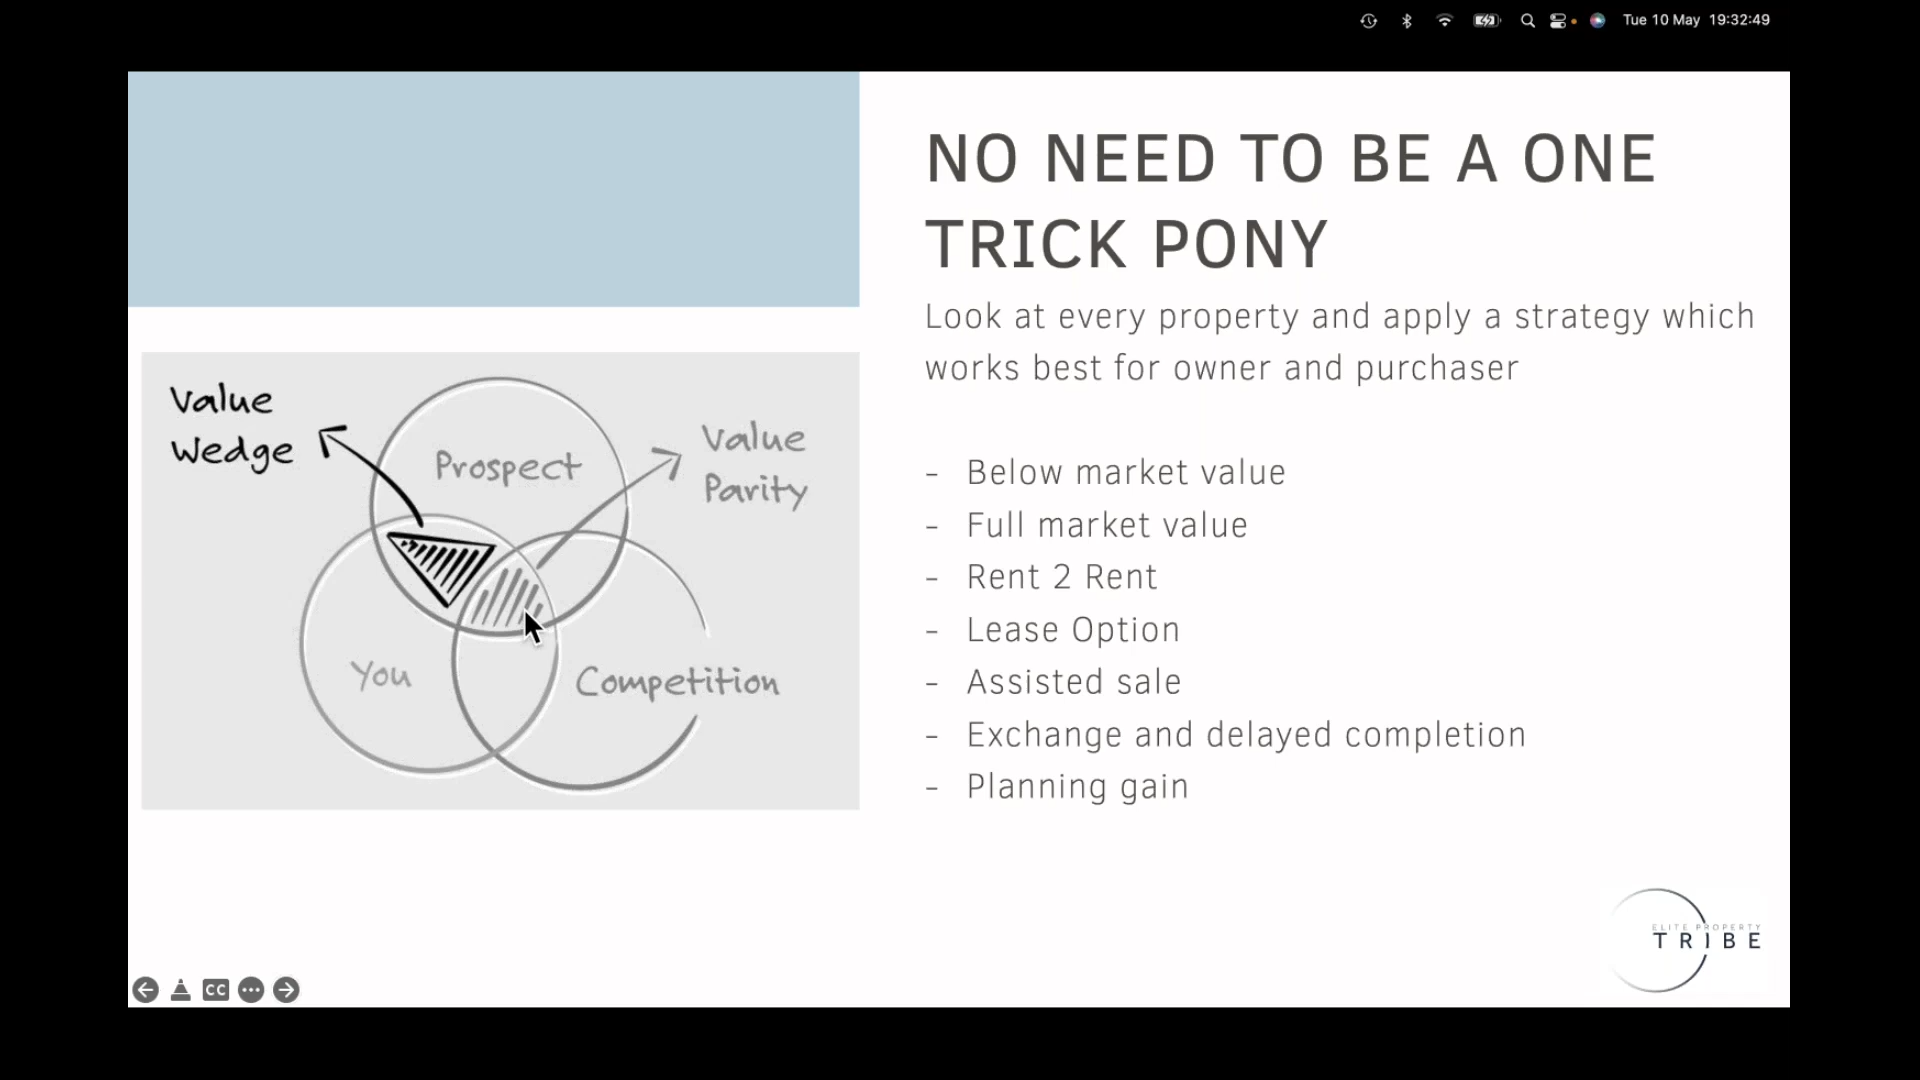 Tue 10 May 19:32:49
NO NEED TO BE A ONE
TRICK PONY
Look at every property and apply a strategy which
works best for owner and purchaser
- Below market value
- Full market value
- Rent 2 Rent
- Lease Option
- Assisted sale
- Exchange and delayed completion
- Planning gain
Value
Wedge
Prospect
Value
Parity
You
Competition
ELITE PROPERTY
TRIBE
CC